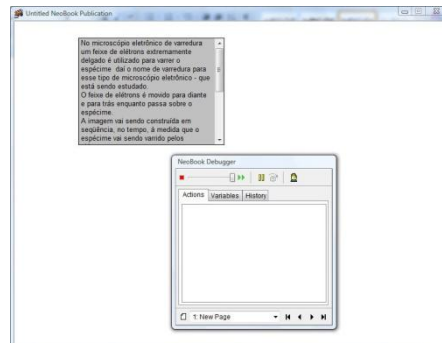 Untitled NeoBook Publication
No microscópio eletrônico de varredura
um feixe de elétrons extremamente
delgado é utilizado para varrer o
espécime daí o nome de varredura para
esse tipo de microscópio eletrônico - que
está sendo estudado.
O feixe de elétrons é movido para diante
e para trás enquanto passa sobre o
espécime.
A imagem vai sendo construída em
seqüência, no tempo, à medida que o
espécime vai sendo varrido pelos
NeoBook Debugger
Actions Variables History
1: New Page